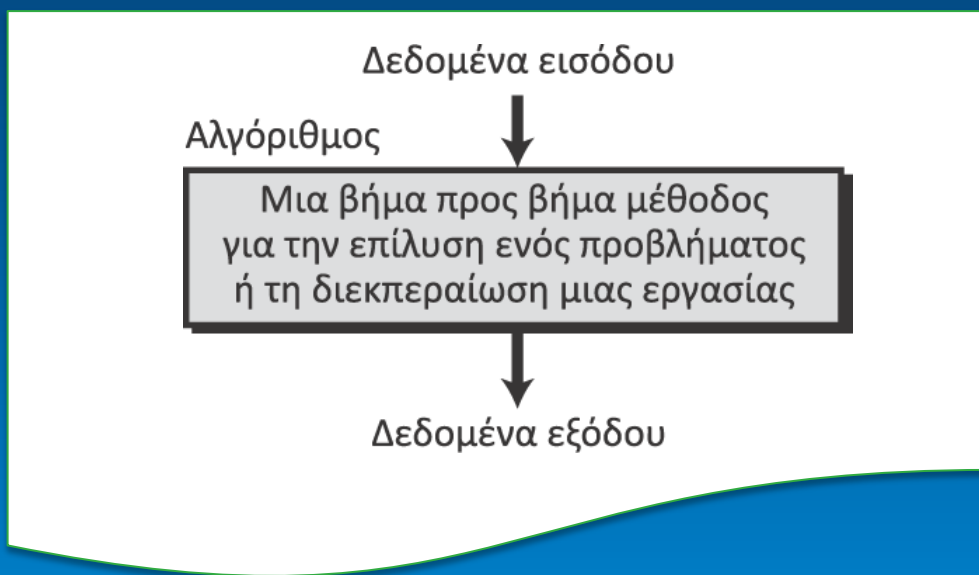 Δεδομένα εισόδου
Αλγόριθμος
Μια βήμα προς βήμα μέθοδος
για την επίλυση ενός προβλήματος
ή τη διεκπεραίωση μιας εργασίας
Δεδομένα εξόδου